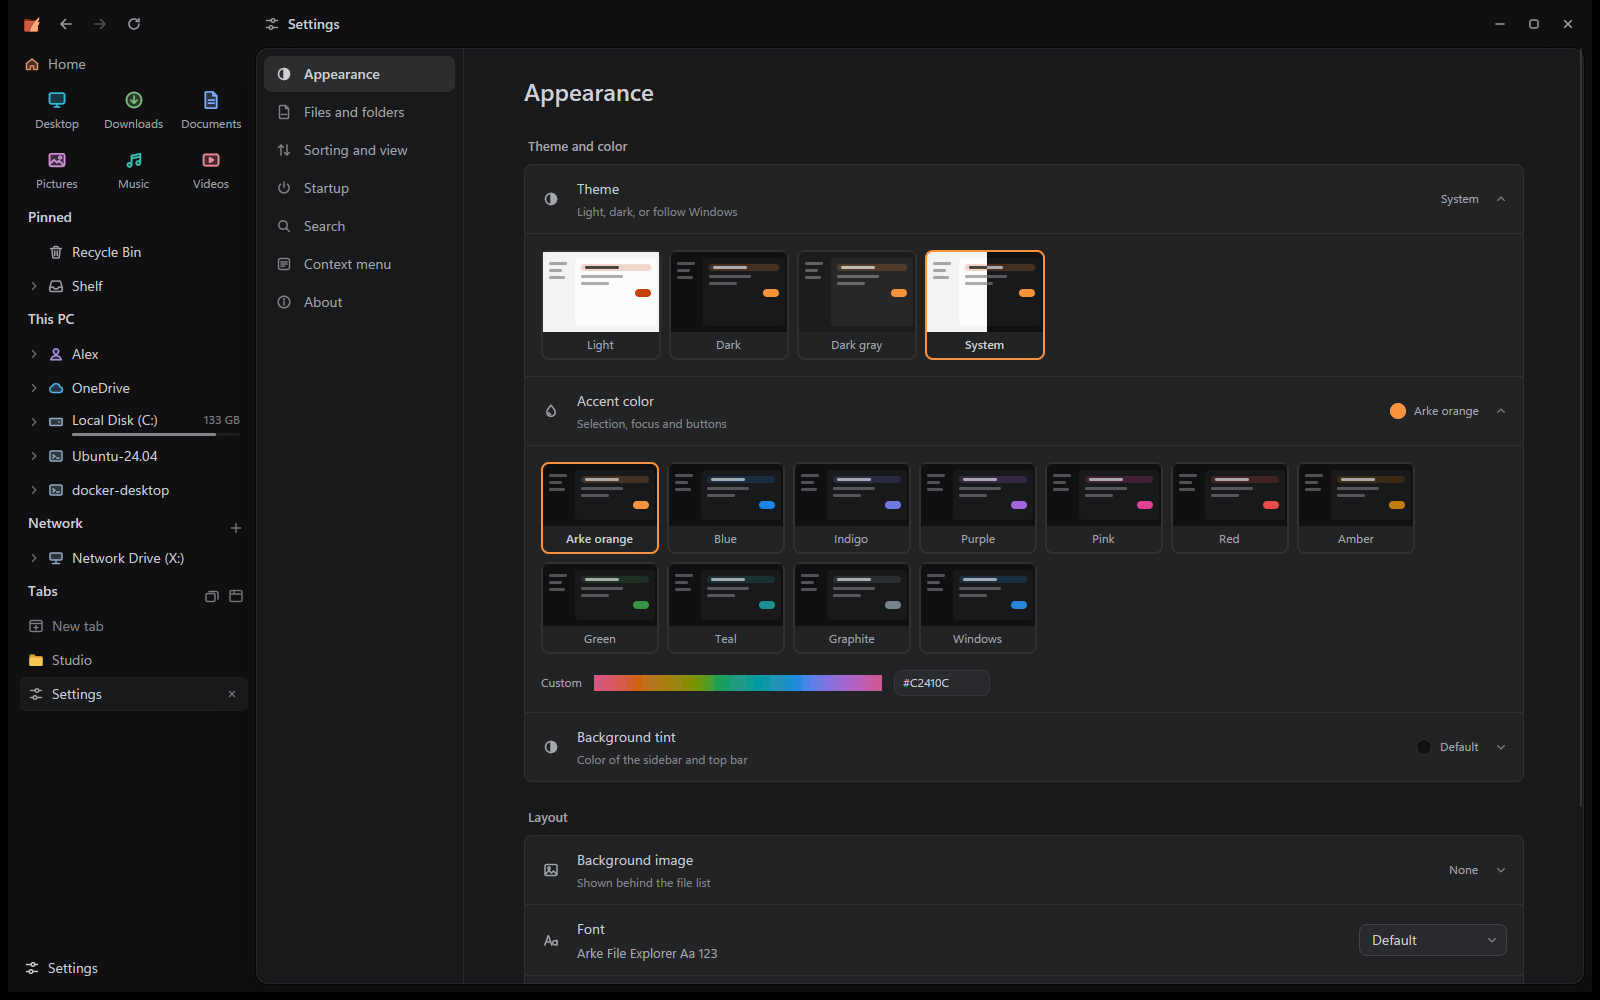 Settings
Home
Desktop
Downloads
Documents
Pictures
Music
Videos
Pinned
Recycle Bin
Shelf
This PC
Alex
OneDrive
Local Disk (C:)
133 GB
Ubuntu-24.04
docker-desktop
Network
Network Drive (X:)
Tabs
New tab
Studio
Settings
Settings
Appearance
Files and folders
Sorting and view
Startup
Search
Context menu
About
Appearance
Theme and color
Theme
Light, dark, or follow Windows
System
Light
Dark
Dark gray
System
Accent color
Selection, focus and buttons
Arke orange
Arke orange
Blue
Indigo
Purple
Pink
Red
Amber
Green
Teal
Graphite
Windows
Custom
#C2410C
Background tint
Color of the sidebar and top bar
Default
Layout
Background image
Shown behind the file list
None
Font
Arke File Explorer Aa 123
Default